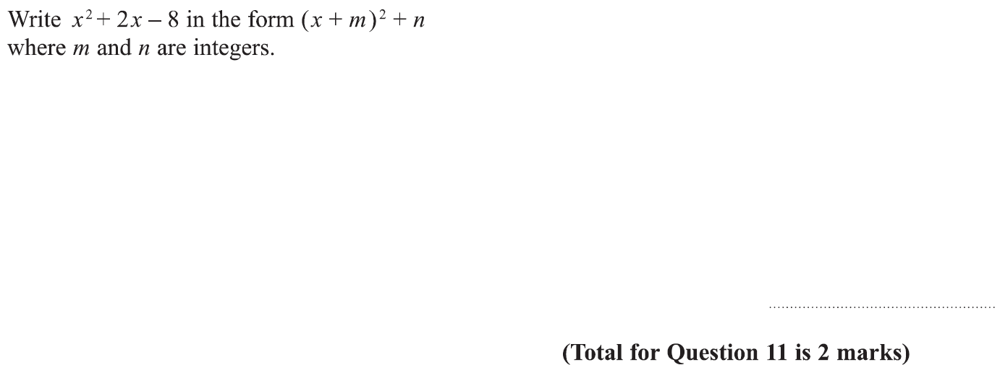 Write x² + 2x – 8 in the form (x + m)² + n
where m and n are integers.
........................................................
(Total for Question 11 is 2 marks)